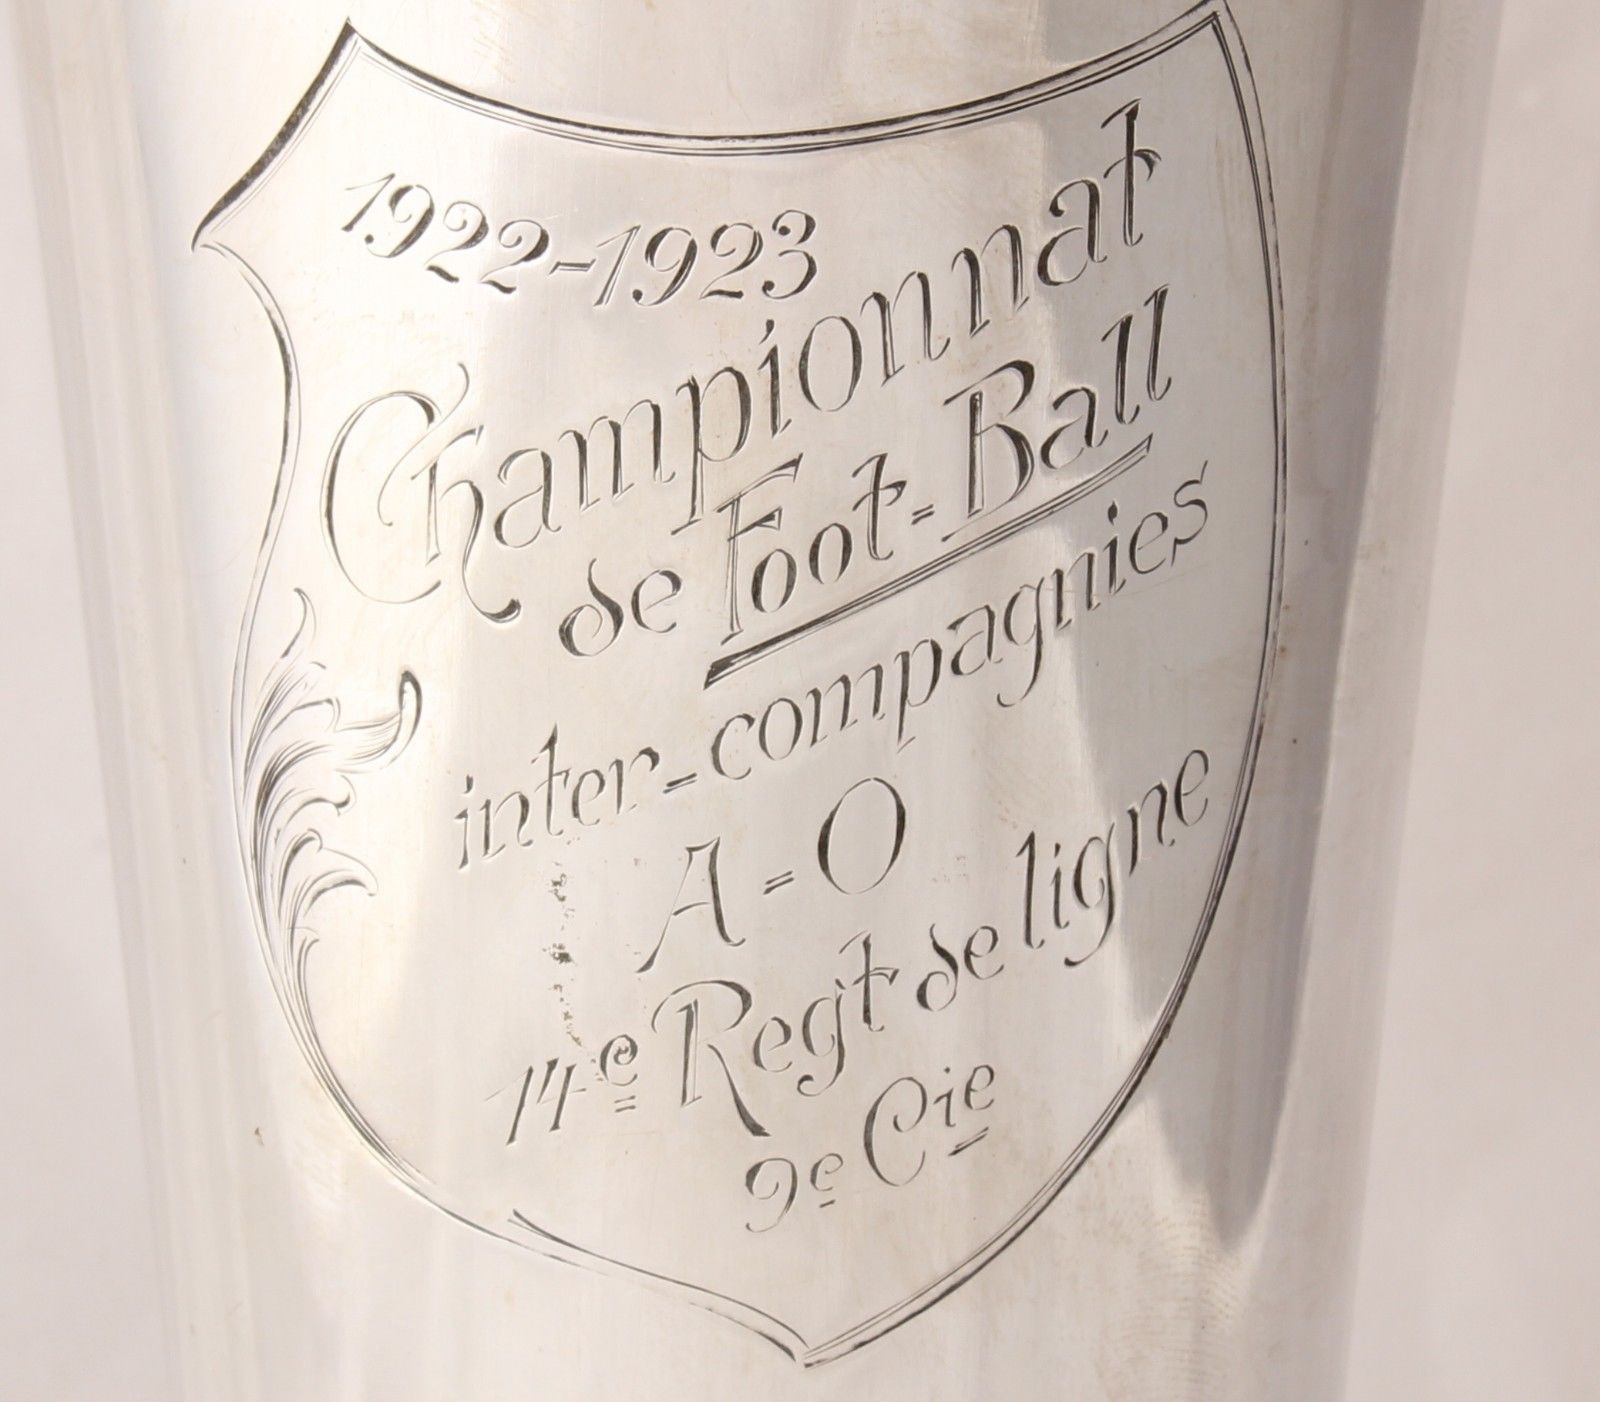 1922-1923
Championnat
de Foot=Ball
inter=compagnies
A=O
14e Regt de ligne
9e Cie